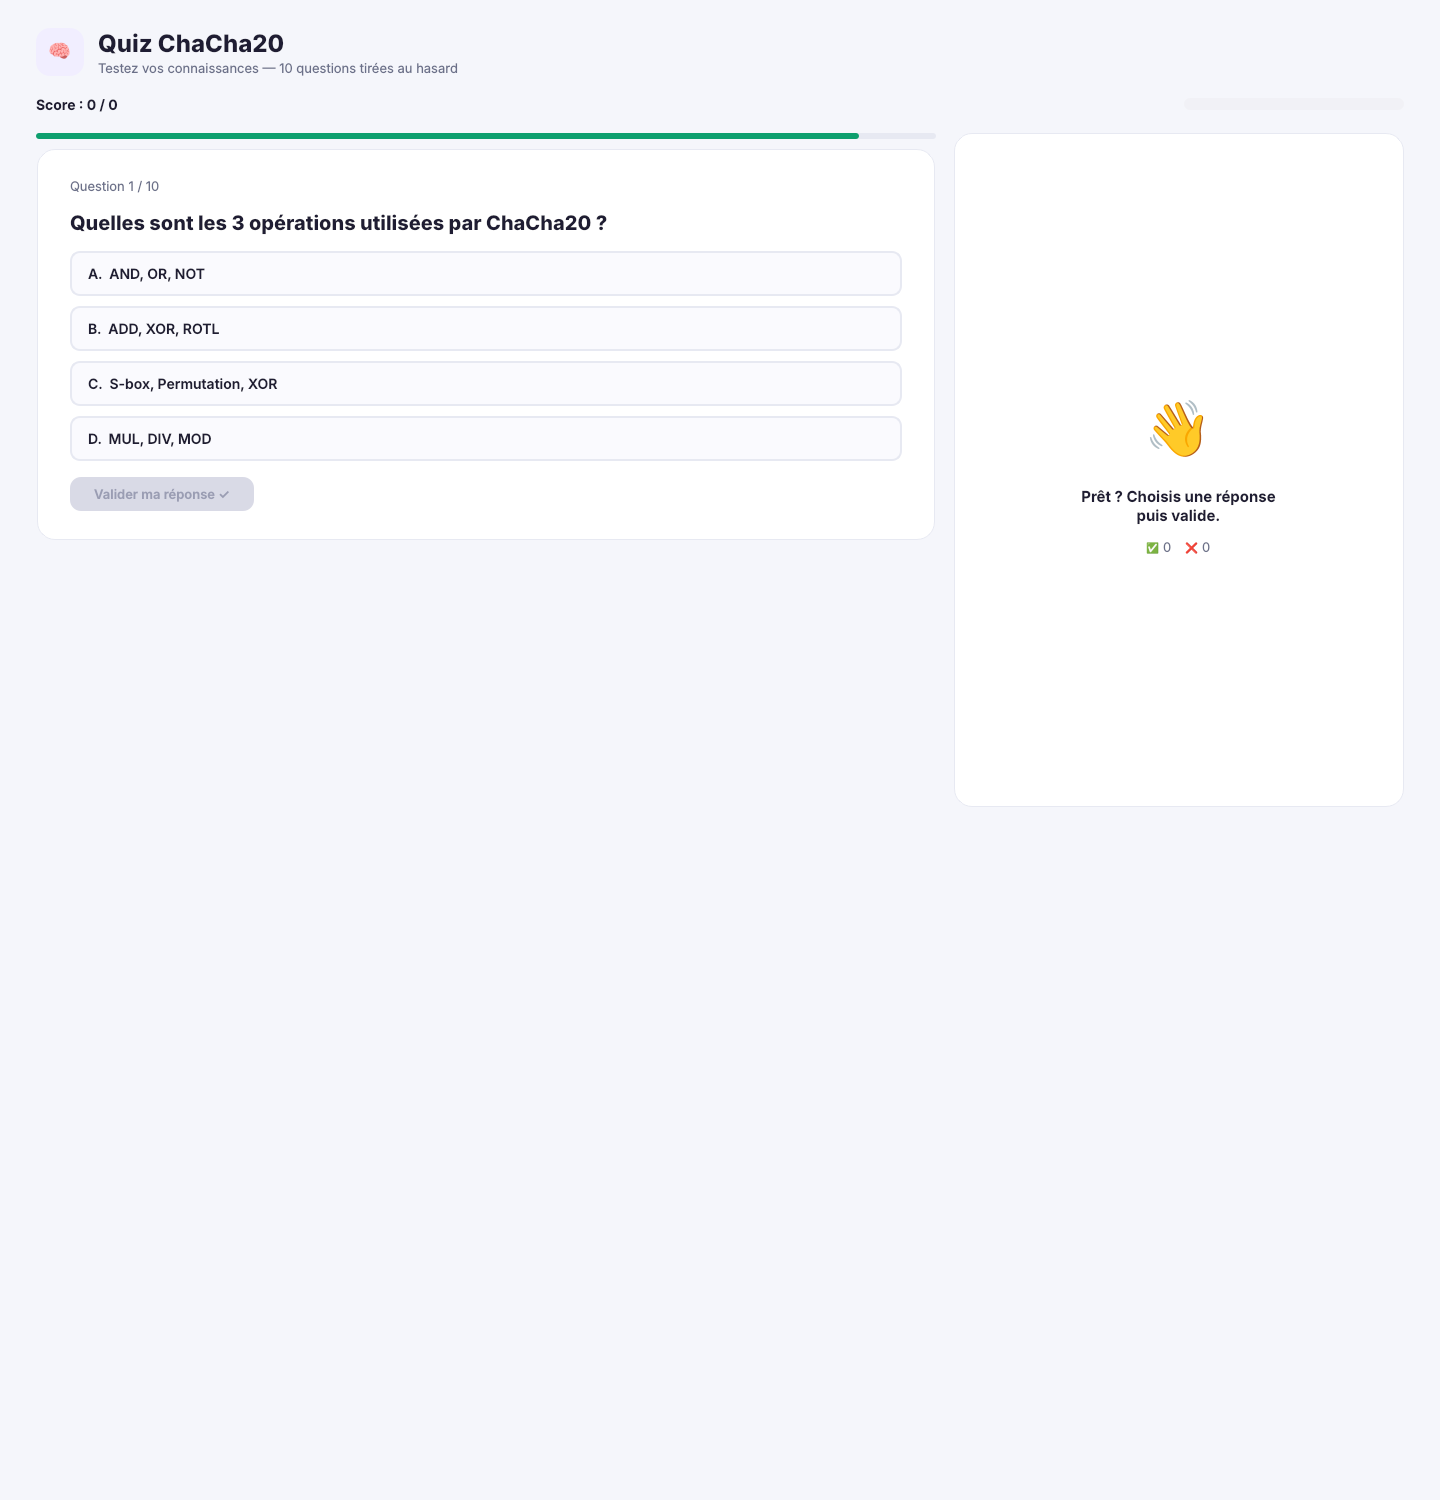 Quiz ChaCha20
Testez vos connaissances — 10 questions tirées au hasard
Score : 0 / 0
Question 1 / 10
Quelles sont les 3 opérations utilisées par ChaCha20 ?
A. AND, OR, NOT
B. ADD, XOR, ROTL
C. S-box, Permutation, XOR
D. MUL, DIV, MOD
Valider ma réponse ✓
Prêt ? Choisis une réponse
puis valide.
✅ 0 ❌ 0